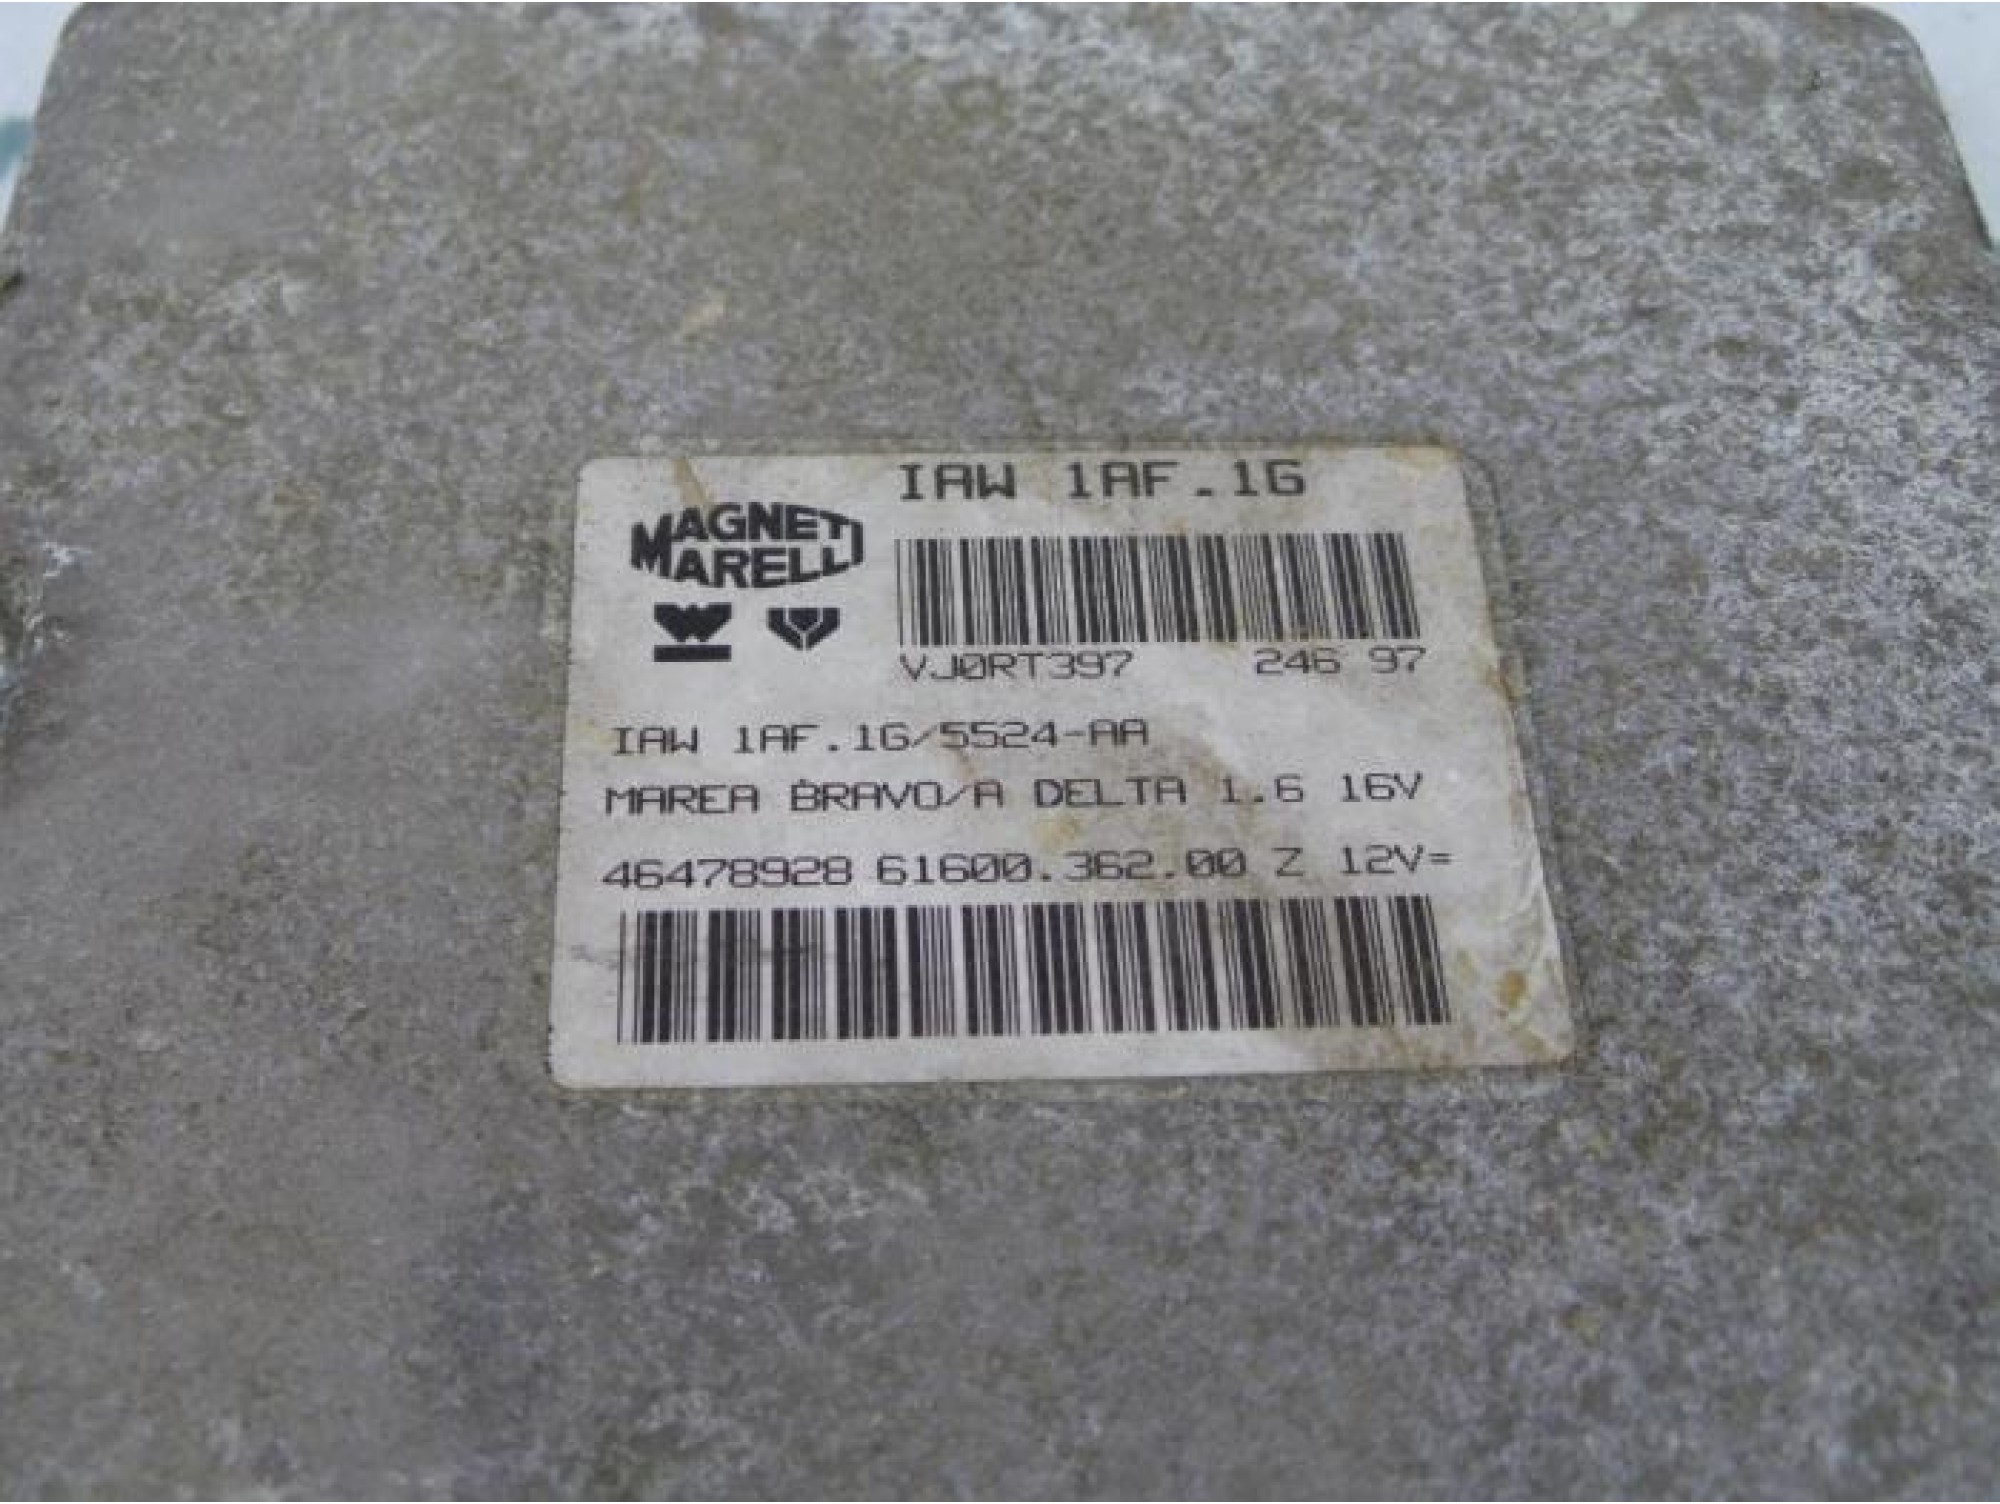 IAW 1AF.1G
MAGNETI
MARELLI
VJ0RT397 246 97
IAW 1AF.1G/5524-AA
MAREA BRAVO/A DELTA 1.6 16V
46478928 61600.362.00 Z 12V=